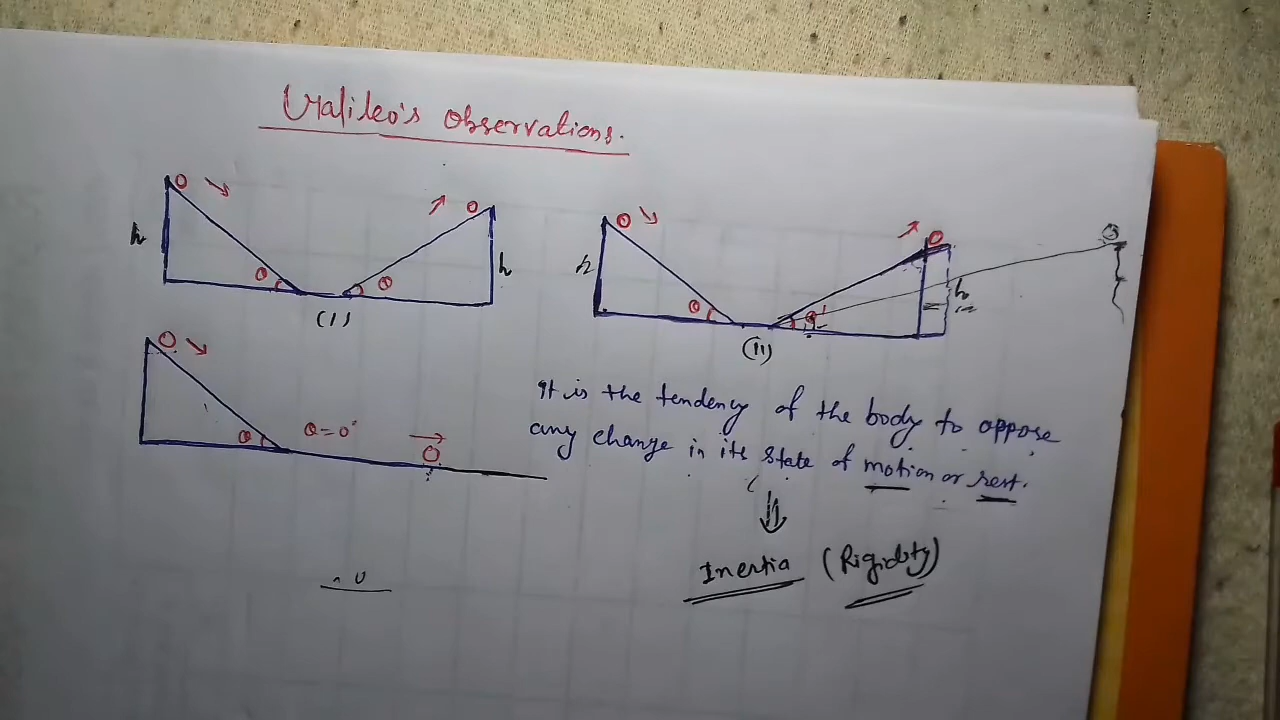 Galileo's Observations.
h
θ
θ
h
(I)
h
θ
θ'
h
(II)
θ
θ=0°
It is the tendency of the body to oppose
any change in its state of motion or rest.
Inertia (Rigidity)